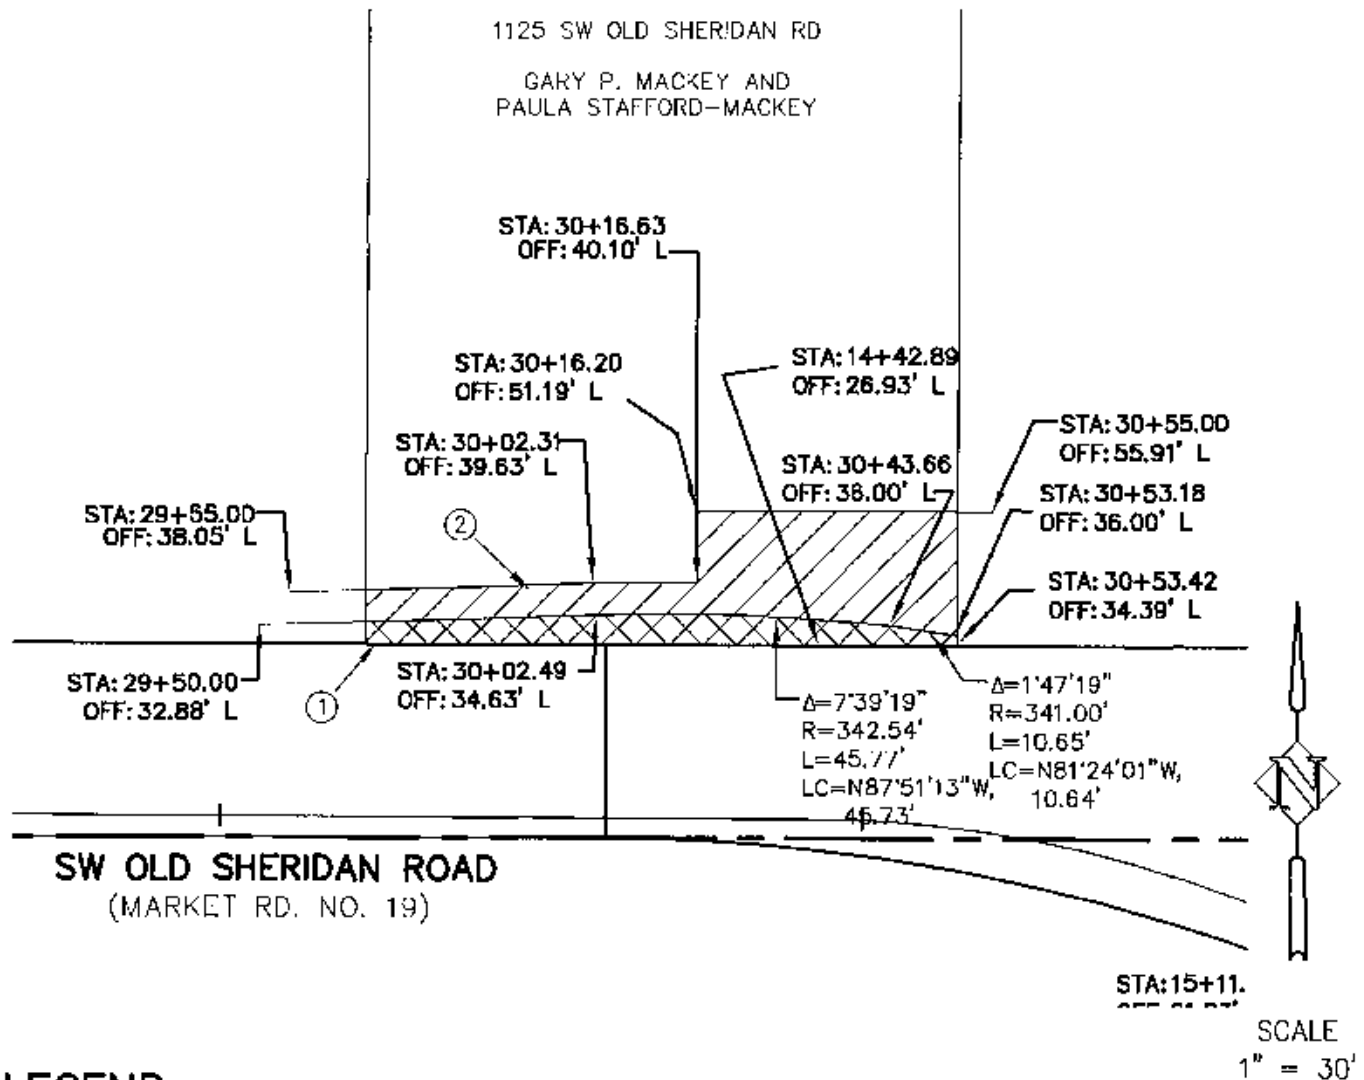 1125 SW OLD SHERIDAN RD
GARY P. MACKEY AND
PAULA STAFFORD-MACKEY
STA: 30+16.63
OFF: 40.10' L
STA: 30+16.20
OFF: 51.19' L
STA: 14+42.89
OFF: 26.93' L
STA: 30+02.31
OFF: 39.63' L
STA: 30+55.00
OFF: 55.91' L
STA: 30+43.66
OFF: 36.00' L
STA: 30+53.18
OFF: 36.00' L
STA: 29+55.00
OFF: 38.05' L
2
STA: 30+53.42
OFF: 34.39' L
STA: 29+50.00
OFF: 32.88' L
1
STA: 30+02.49
OFF: 34.63' L
Δ=7°39'19"
R=342.54'
L=45.77'
LC=N87°51'13"W,
45.73'
Δ=1°47'19"
R=341.00'
L=10.65'
LC=N81°24'01"W,
10.64'
N
SW OLD SHERIDAN ROAD
(MARKET RD. NO. 19)
STA: 15+11.
SCALE
1" = 30'
LEGEND